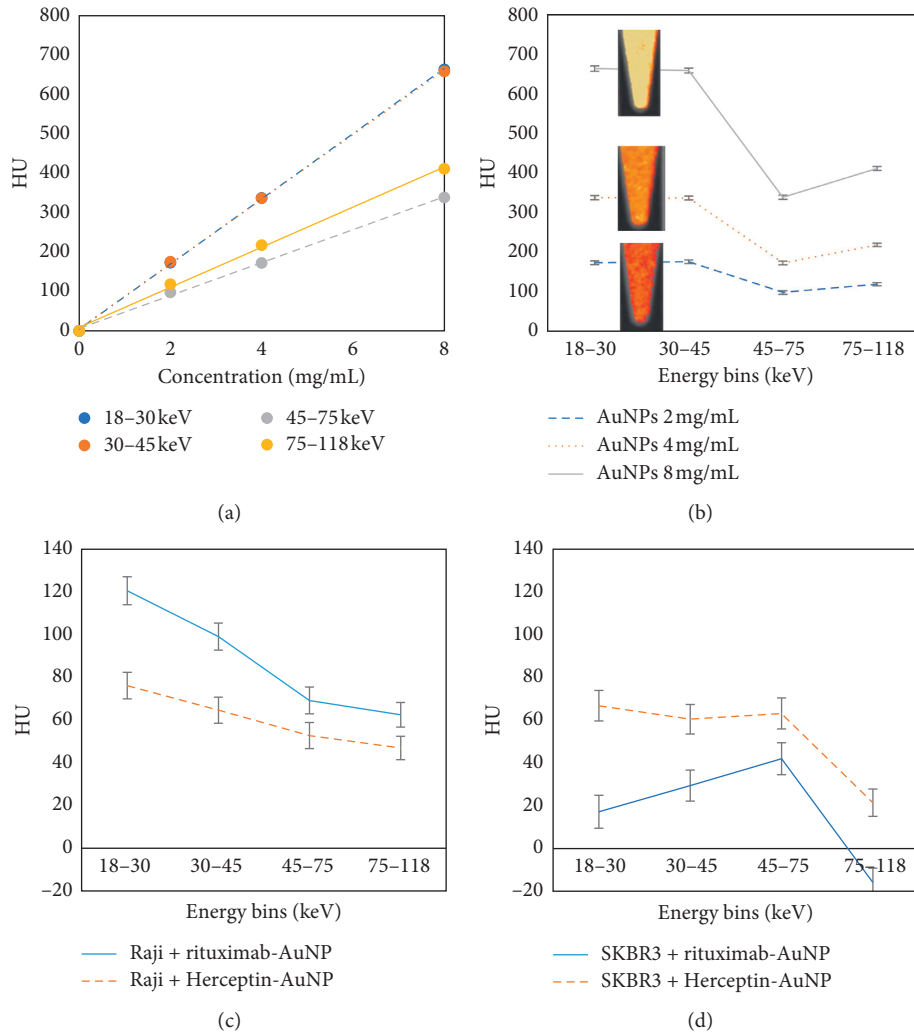 800
700
600
500
400
300
200
100
0
HU
0 2 4 6 8
Concentration (mg/mL)
18–30 keV
45–75 keV
30–45 keV
75–118 keV
(a)
800
700
600
500
400
300
200
100
0
HU
18–30 30–45 45–75 75–118
Energy bins (keV)
AuNPs 2 mg/mL
AuNPs 4 mg/mL
AuNPs 8 mg/mL
(b)
140
120
100
80
60
40
20
0
–20
HU
18–30 30–45 45–75 75–118
Energy bins (keV)
Raji + rituximab-AuNP
Raji + Herceptin-AuNP
(c)
140
120
100
80
60
40
20
0
–20
HU
18–30 30–45 45–75 75–118
Energy bins (keV)
SKBR3 + rituximab-AuNP
SKBR3 + Herceptin-AuNP
(d)